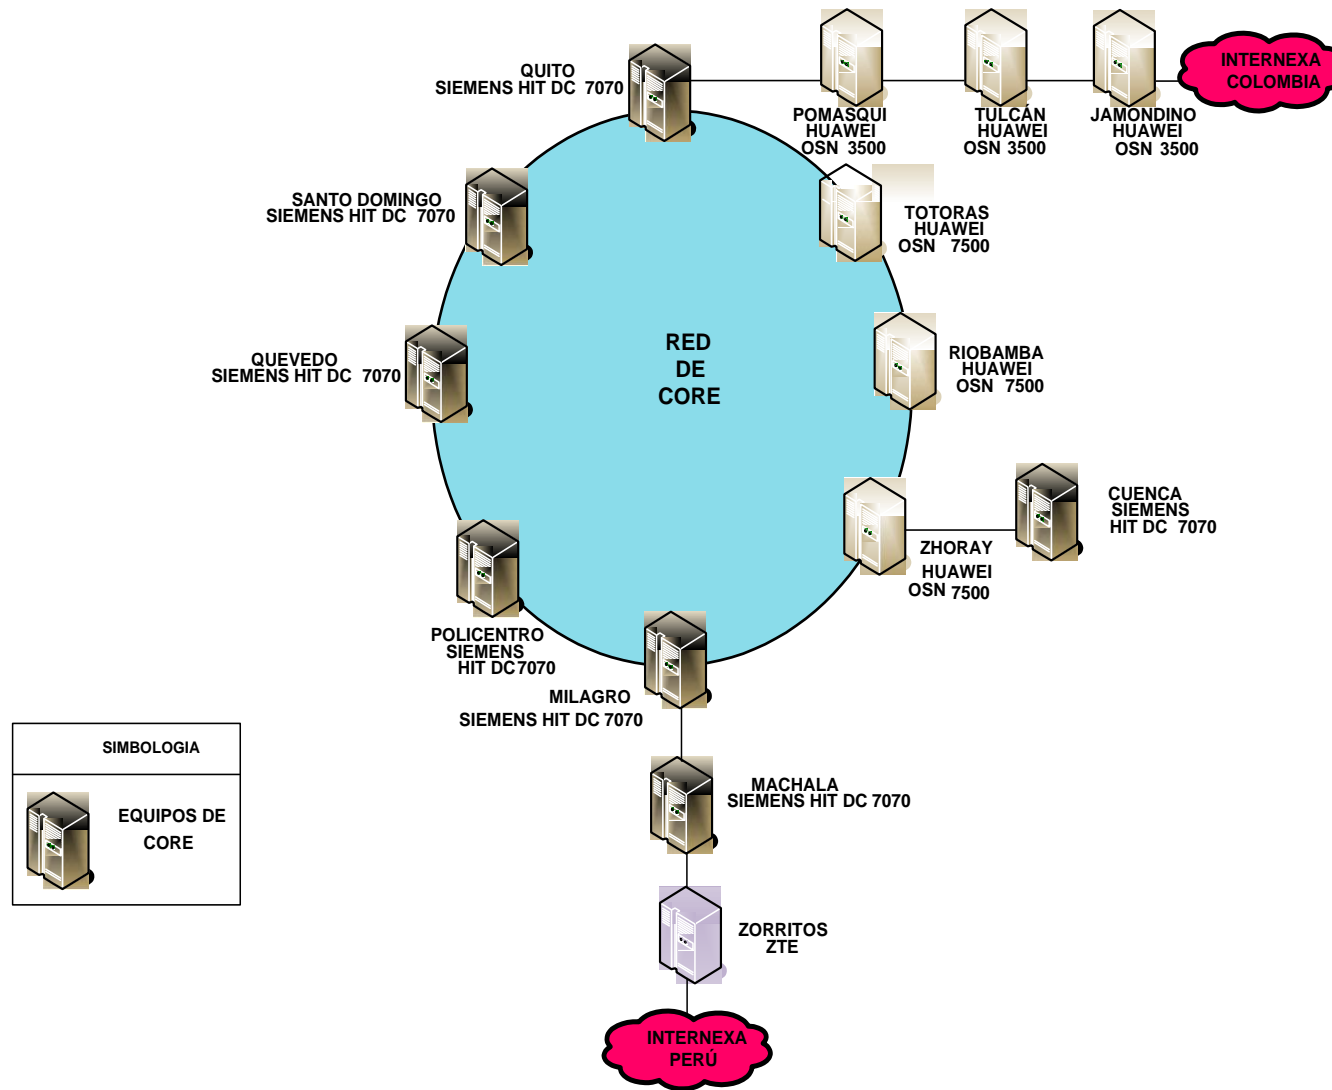 QUITO
SIEMENS HIT DC 7070
POMASQUI
HUAWEI
OSN 3500
TULCÁN
HUAWEI
OSN 3500
JAMONDINO
HUAWEI
OSN 3500
INTERNEXA
COLOMBIA
SANTO DOMINGO
SIEMENS HIT DC 7070
TOTORAS
HUAWEI
OSN 7500
QUEVEDO
SIEMENS HIT DC 7070
RED
DE
CORE
RIOBAMBA
HUAWEI
OSN 7500
CUENCA
SIEMENS
HIT DC 7070
ZHORAY
HUAWEI
OSN 7500
POLICENTRO
SIEMENS
HIT DC 7070
MILAGRO
SIEMENS HIT DC 7070
SIMBOLOGIA
EQUIPOS DE
CORE
MACHALA
SIEMENS HIT DC 7070
ZORRITOS
ZTE
INTERNEXA
PERÚ